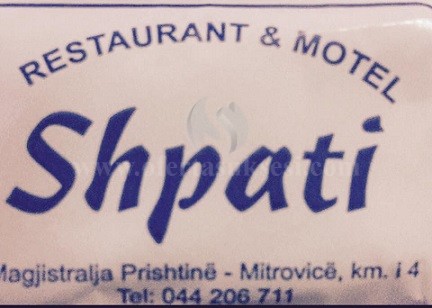 RESTAURANT & MOTEL
Shpati
Magjistralja Prishtinë - Mitrovicë, km. i 4
Tel: 044 206 711